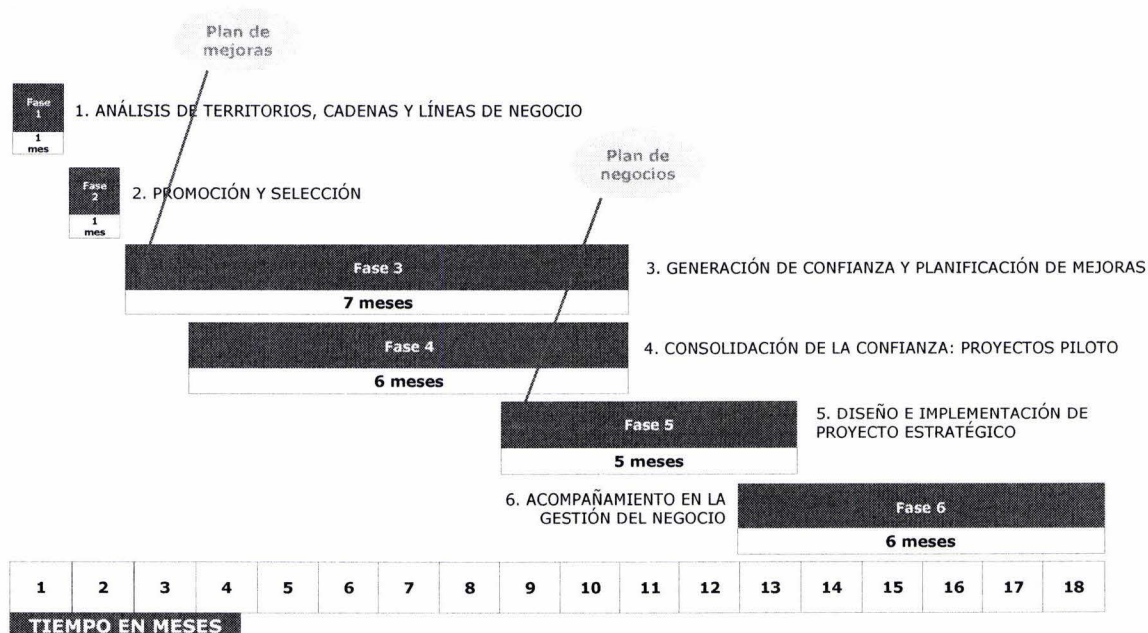 Plan de
mejoras
Fase
1
1
mes
1. ANÁLISIS DE TERRITORIOS, CADENAS Y LÍNEAS DE NEGOCIO
Plan de
negocios
Fase
2
1
mes
2. PROMOCIÓN Y SELECCIÓN
Fase 3
7 meses
3. GENERACIÓN DE CONFIANZA Y PLANIFICACIÓN DE MEJORAS
Fase 4
6 meses
4. CONSOLIDACIÓN DE LA CONFIANZA: PROYECTOS PILOTO
Fase 5
5 meses
5. DISEÑO E IMPLEMENTACIÓN DE
PROYECTO ESTRATÉGICO
6. ACOMPAÑAMIENTO EN LA
GESTIÓN DEL NEGOCIO
Fase 6
6 meses
1 2 3 4 5 6 7 8 9 10 11 12 13 14 15 16 17 18
TIEMPO EN MESES